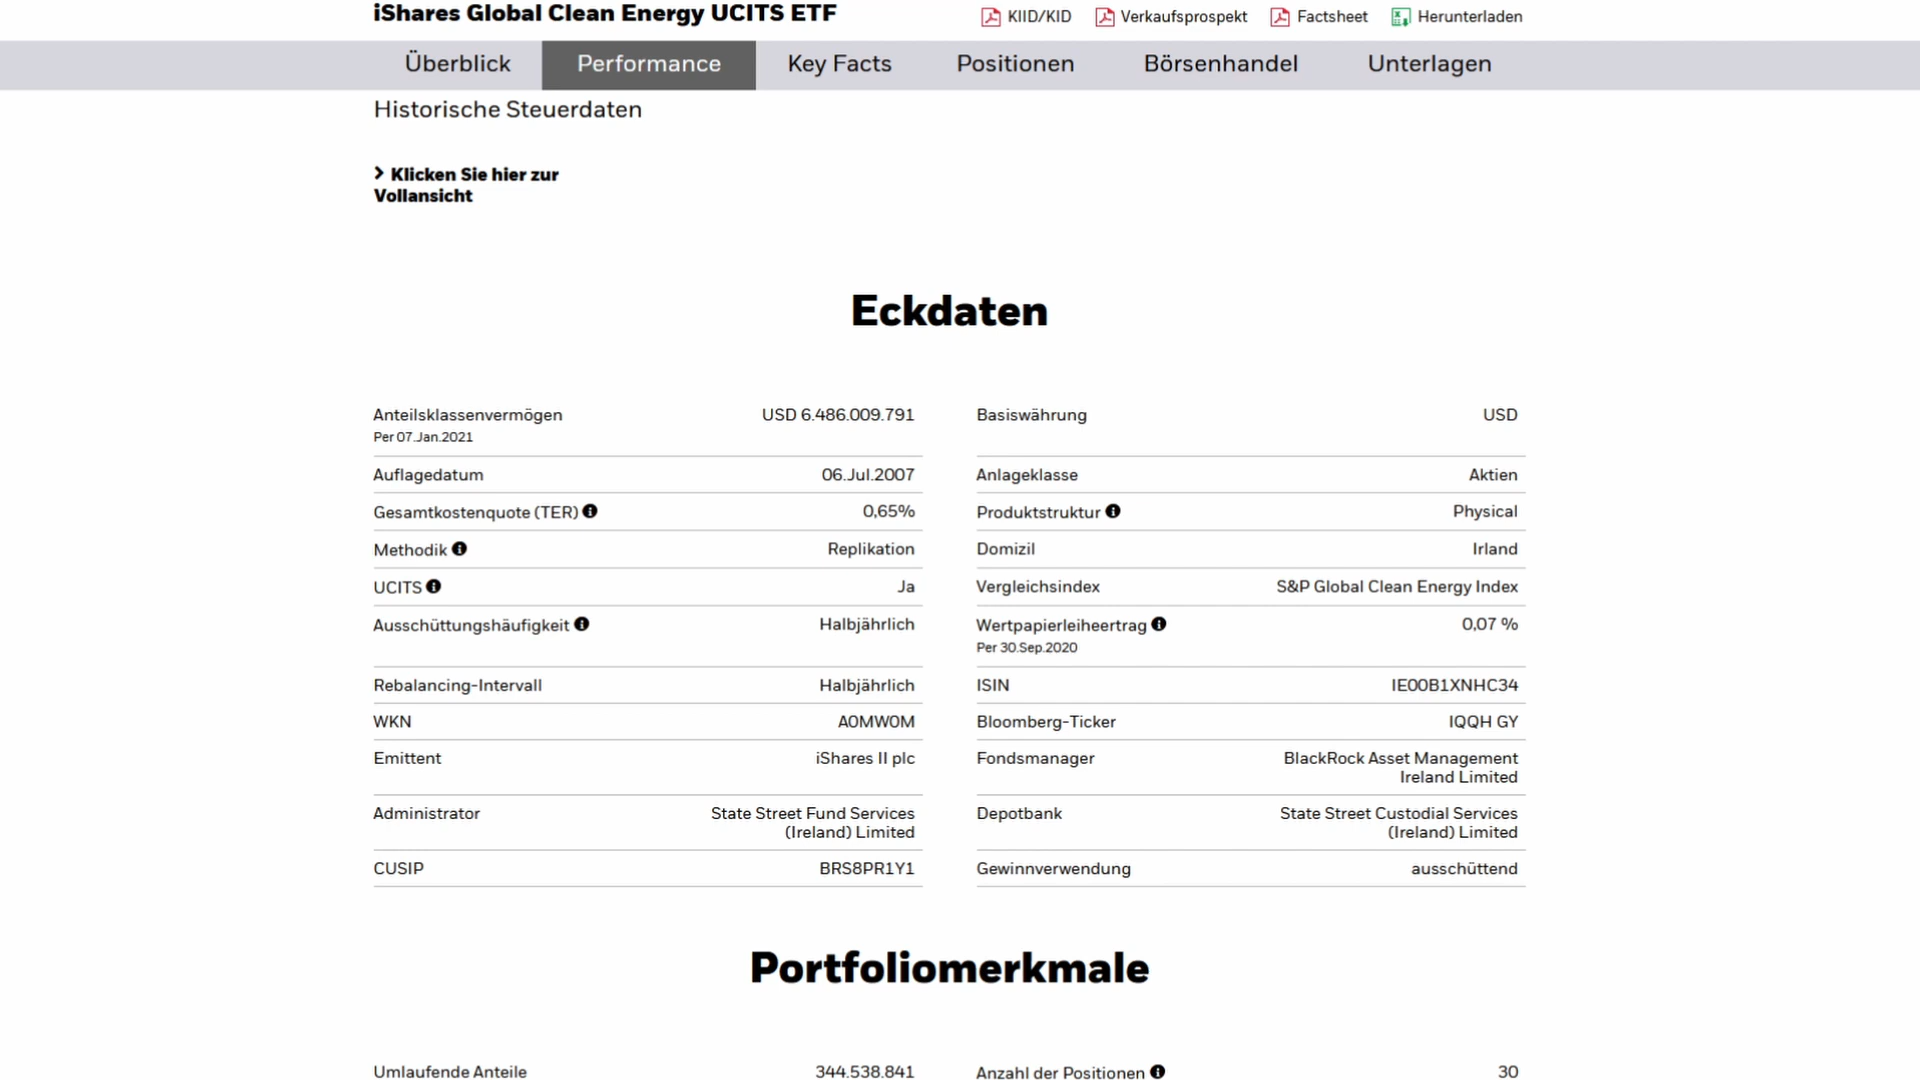 iShares Global Clean Energy UCITS ETF
KIID/KID
Verkaufsprospekt
Factsheet
Herunterladen
Überblick
Performance
Key Facts
Positionen
Börsenhandel
Unterlagen
Historische Steuerdaten
Klicken Sie hier zur
Vollansicht
Eckdaten
Anteilsklassenvermögen USD 6.486.009.791
Per 07.Jan.2021
Basiswährung USD
Auflagedatum 06.Jul.2007
Anlageklasse Aktien
Gesamtkostenquote (TER) 0,65%
Produktstruktur Physical
Methodik Replikation
Domizil Irland
UCITS Ja
Vergleichsindex S&P Global Clean Energy Index
Ausschüttungshäufigkeit Halbjährlich
Wertpapierleiheertrag 0,07 %
Per 30.Sep.2020
Rebalancing-Intervall Halbjährlich
ISIN IE00B1XNHC34
WKN A0MW0M
Bloomberg-Ticker IQQH GY
Emittent iShares II plc
Fondsmanager BlackRock Asset Management
Ireland Limited
Administrator State Street Fund Services
(Ireland) Limited
Depotbank State Street Custodial Services
(Ireland) Limited
CUSIP BRS8PR1Y1
Gewinnverwendung ausschüttend
Portfoliomerkmale
Umlaufende Anteile 344.538.841
Anzahl der Positionen 30